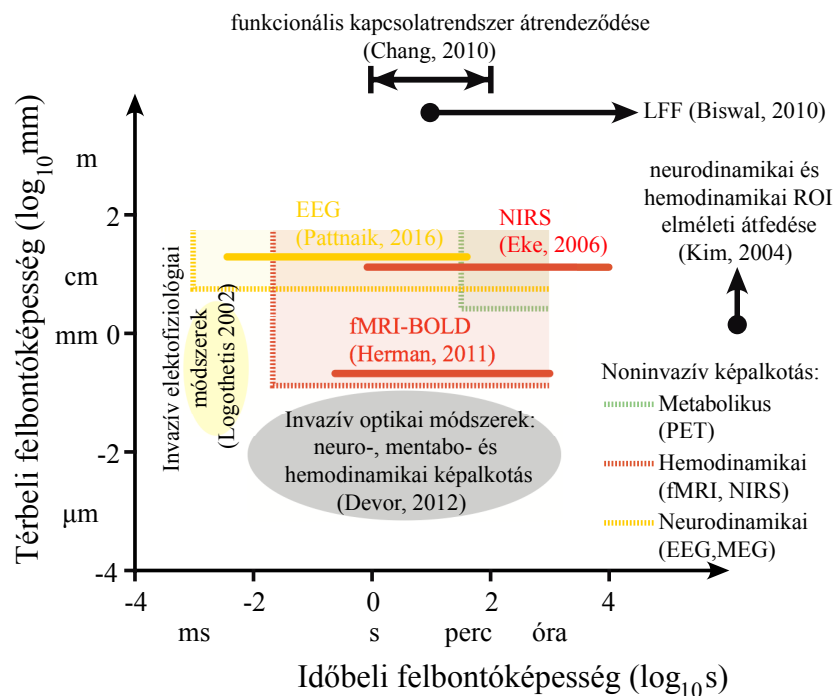 funkcionális kapcsolatrendszer átrendeződése
(Chang, 2010)
LFF (Biswal, 2010)
neurodinamikai és
hemodinamikai ROI
elméleti átfedése
(Kim, 2004)
Térbeli felbontóképesség (log10mm)
m
2
cm
mm 0
-2
μm
-4
EEG
(Pattnaik, 2016)
NIRS
(Eke, 2006)
fMRI-BOLD
(Herman, 2011)
Invazív elektofiziológiai
módszerek
(Logothetis 2002)
Invazív optikai módszerek:
neuro-, mentabo- és
hemodinamikai képalkotás
(Devor, 2012)
Noninvazív képalkotás:
Metabolikus
(PET)
Hemodinamikai
(fMRI, NIRS)
Neurodinamikai
(EEG,MEG)
-4 -2 0 2 4
ms s perc óra
Időbeli felbontóképesség (log10s)